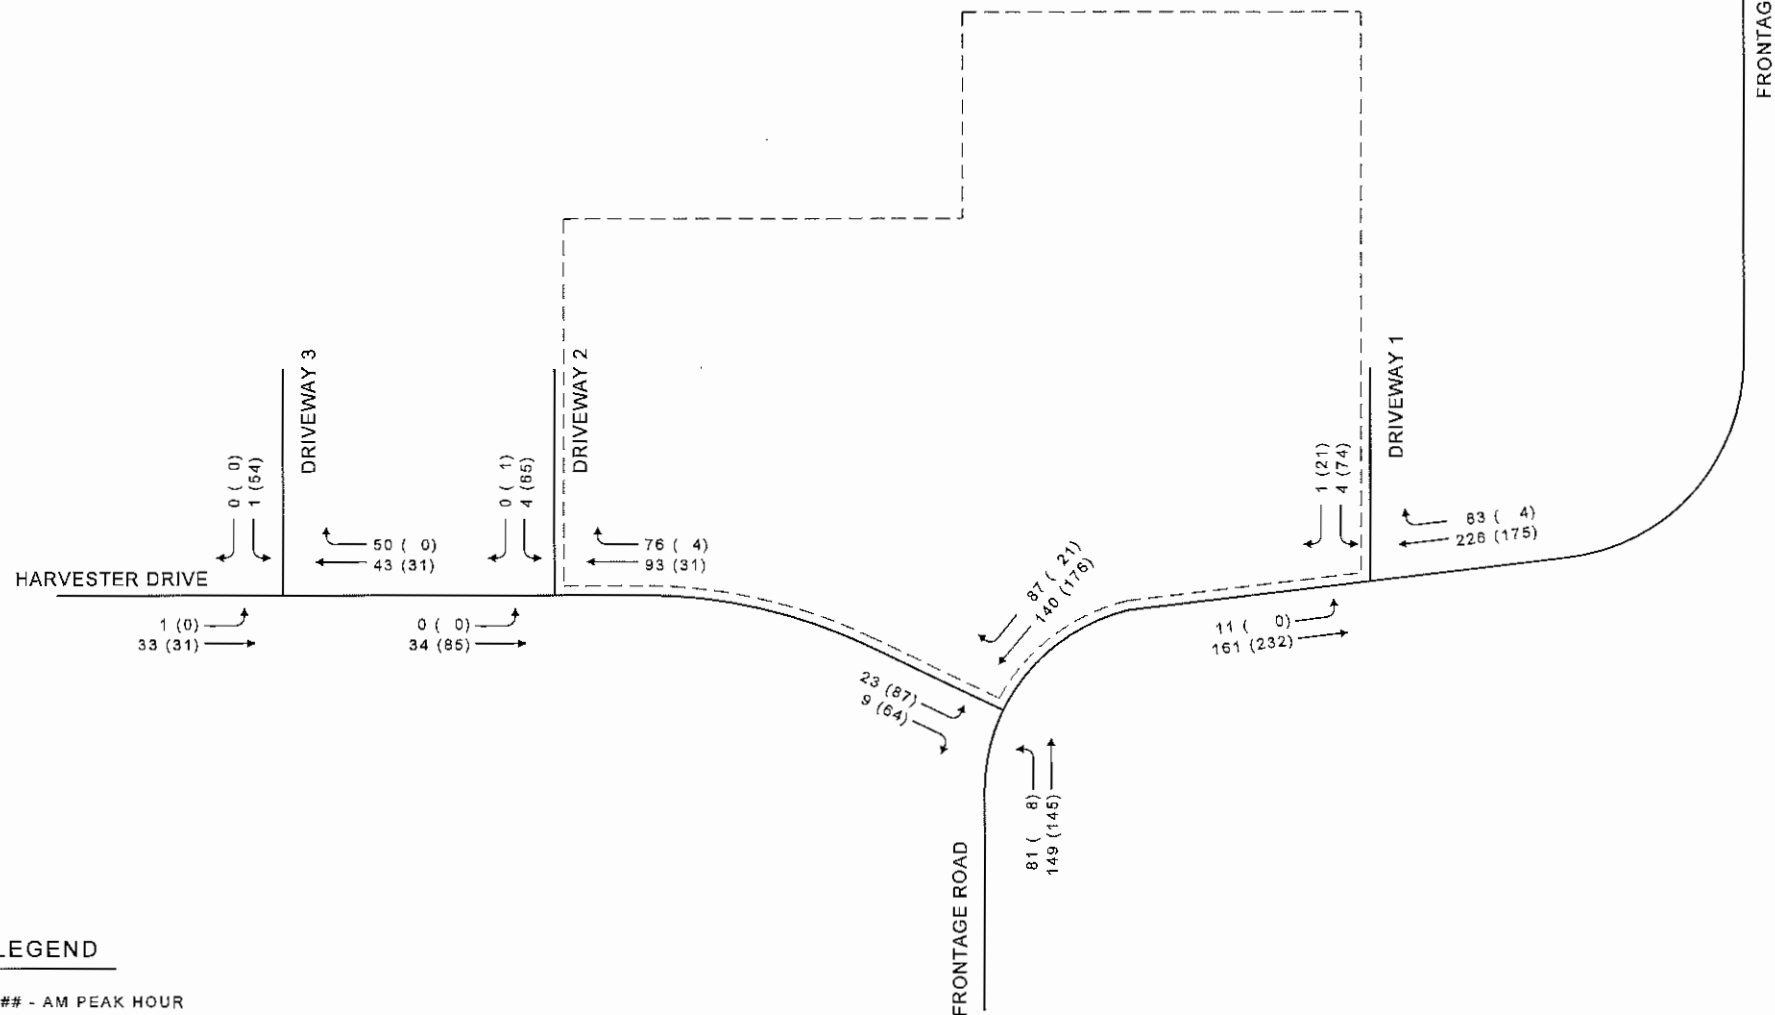 FRONTAG
DRIVEWAY 3
DRIVEWAY 2
DRIVEWAY 1
0 ( 0)
1 (54)
0 ( 1)
4 (65)
1 (21)
4 (74)
50 ( 0)
43 (31)
76 ( 4)
93 (31)
83 ( 4)
226 (175)
HARVESTER DRIVE
1 (0)
33 (31)
0 ( 0)
34 (85)
87 ( 21)
140 (176)
11 ( 0)
161 (232)
23 (87)
9 (64)
81 ( 8)
149 (145)
FRONTAGE ROAD
LEGEND
## - AM PEAK HOUR